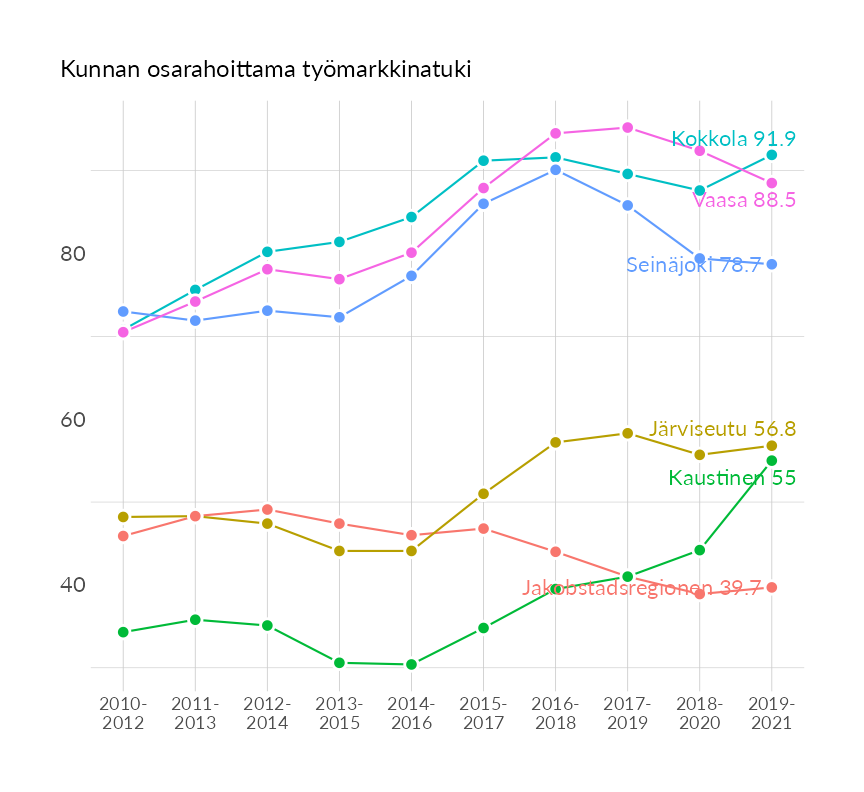 Kunnan osarahoittama työmarkkinatuki
Kokkola 91.9
Vaasa 88.5
80
Seinäjoki 78.7
60
Järviseutu 56.8
Kaustinen 55
40
Jakobstadsregionen 39.7
2010- 2011- 2012- 2013- 2014- 2015- 2016- 2017- 2018- 2019-
2012 2013 2014 2015 2016 2017 2018 2019 2020 2021